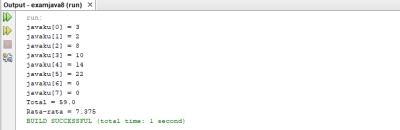 Output - examjava8 (run)
run:
javaku[0] = 3
javaku[1] = 2
javaku[2] = 8
javaku[3] = 10
javaku[4] = 14
javaku[5] = 22
javaku[6] = 0
javaku[7] = 0
Total = 59.0
Rata-rata = 7.375
BUILD SUCCESSFUL (total time: 1 second)